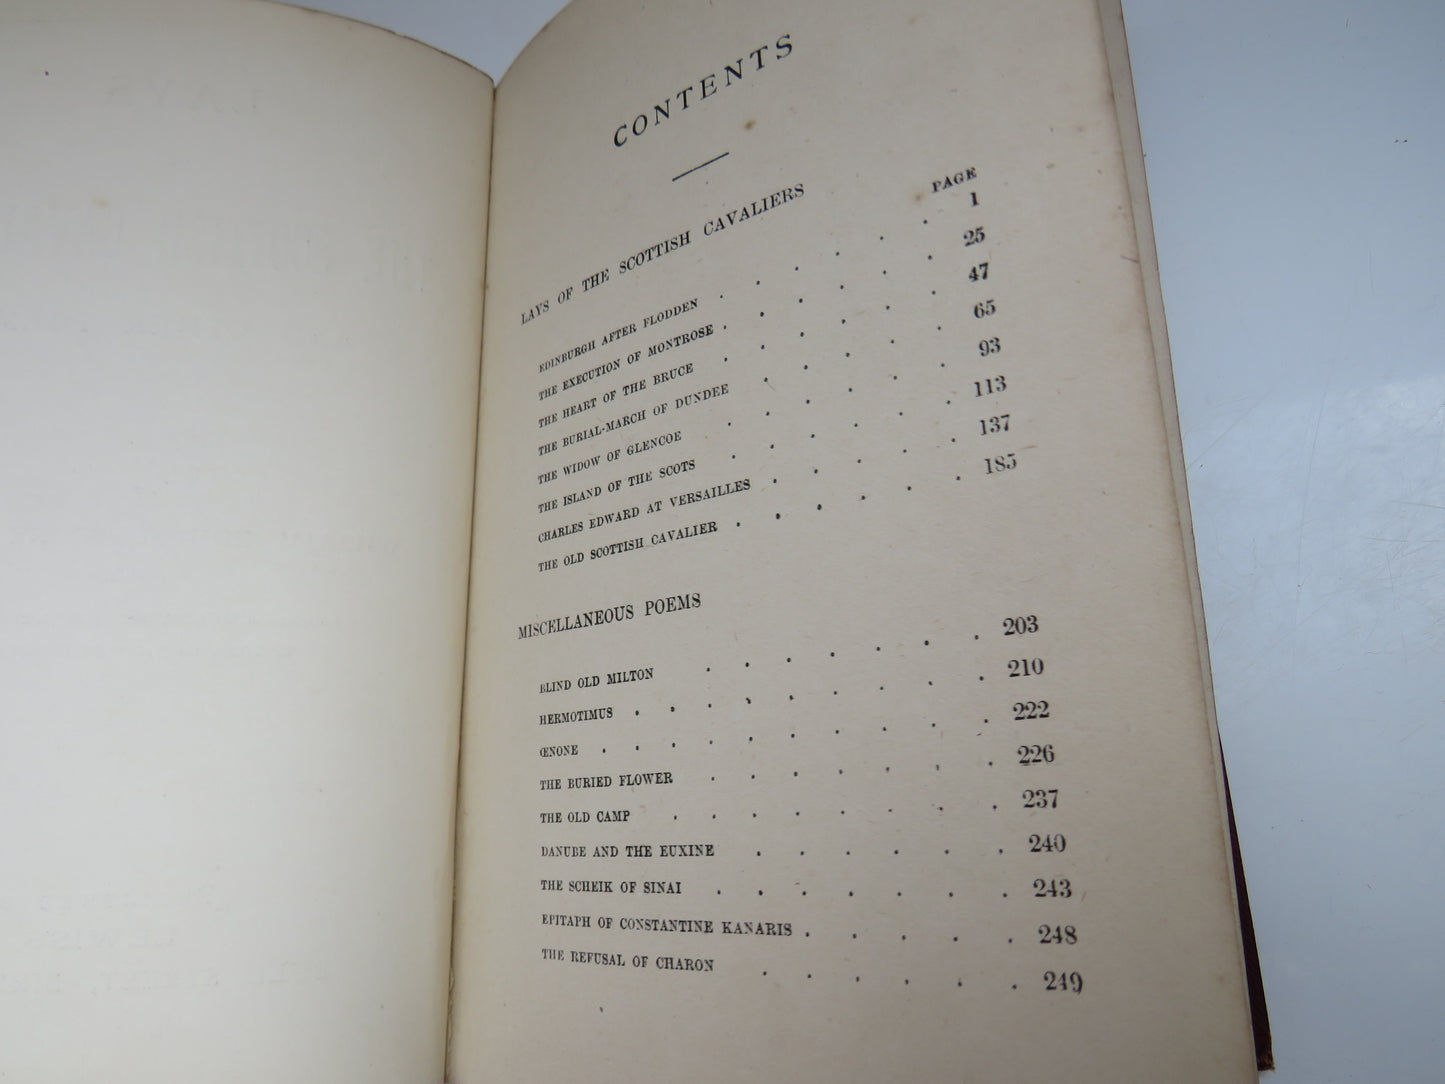 CONTENTS
LAYS OF THE SCOTTISH CAVALIERS
PAGE
EDINBURGH AFTER FLODDEN . . . . . . 1
THE EXECUTION OF MONTROSE . . . . . . 25
THE HEART OF THE BRUCE . . . . . . 47
THE BURIAL-MARCH OF DUNDEE . . . . . 65
THE WIDOW OF GLENCOE . . . . . . 93
THE ISLAND OF THE SCOTS . . . . . . 113
CHARLES EDWARD AT VERSAILLES . . . . . 137
THE OLD SCOTTISH CAVALIER . . . . . . 185
MISCELLANEOUS POEMS
BLIND OLD MILTON . . . . . . . 203
HERMOTIMUS . . . . . . . . . 210
ŒNONE . . . . . . . . . . 222
THE BURIED FLOWER . . . . . . . 226
THE OLD CAMP . . . . . . . 237
DANUBE AND THE EUXINE . . . . . . 240
THE SCHEIK OF SINAI . . . . . . . 243
EPITAPH OF CONSTANTINE KANARIS . . . . . 248
THE REFUSAL OF CHARON . . . . . . 249